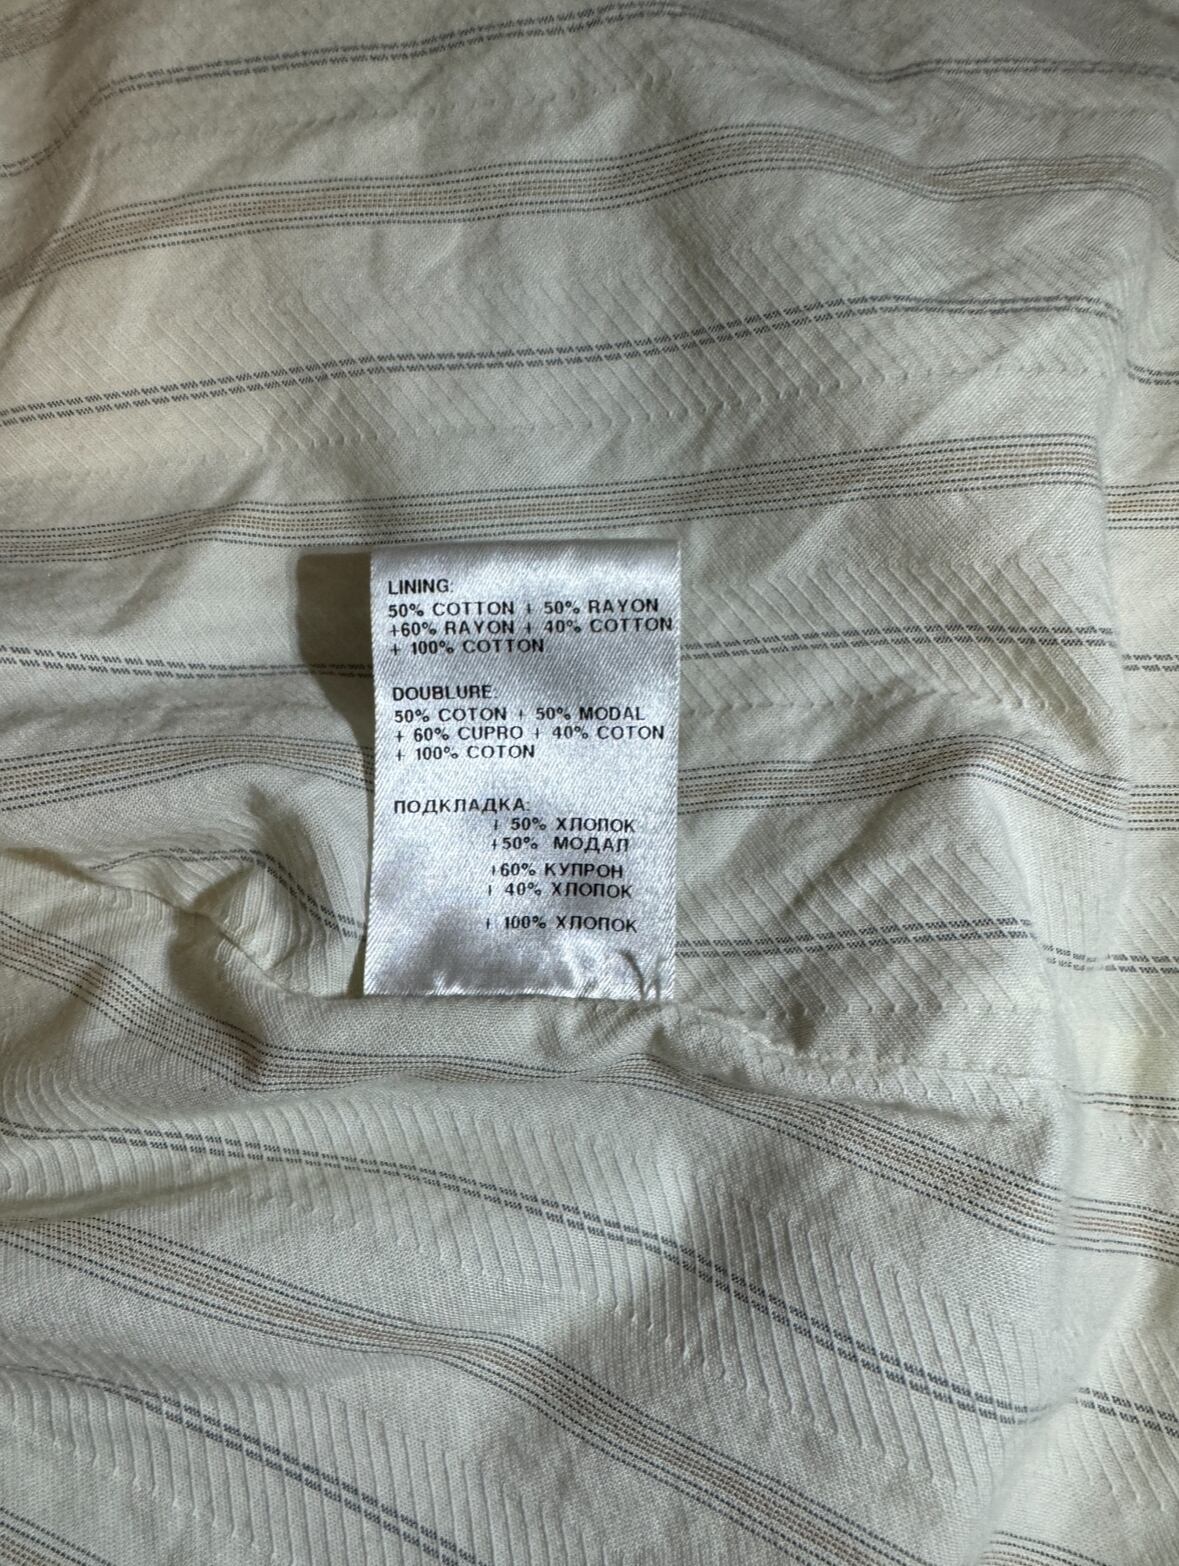 LINING:
50% COTTON + 50% RAYON
+60% RAYON + 40% COTTON
+ 100% COTTON
DOUBLURE:
50% COTON + 50% MODAL
+ 60% CUPRO + 40% COTON
+ 100% COTON
ПОДКЛАДКА:
+ 50% ХЛОПОК
+50% МОДАЛ
+60% КУПРОН
+ 40% ХЛОПОК
+ 100% ХЛОПОК